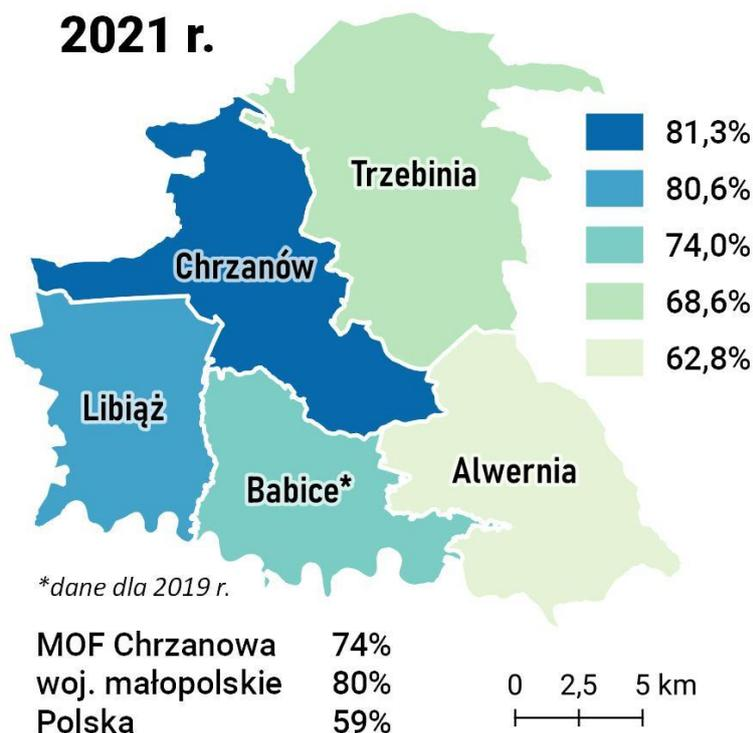 2021 r.
81,3%
80,6%
74,0%
68,6%
62,8%
Trzebinia
Chrzanów
Libiąż
Babice*
Alwernia
*dane dla 2019 r.
MOF Chrzanowa 74%
woj. małopolskie 80%
Polska 59%
0 2,5 5 km